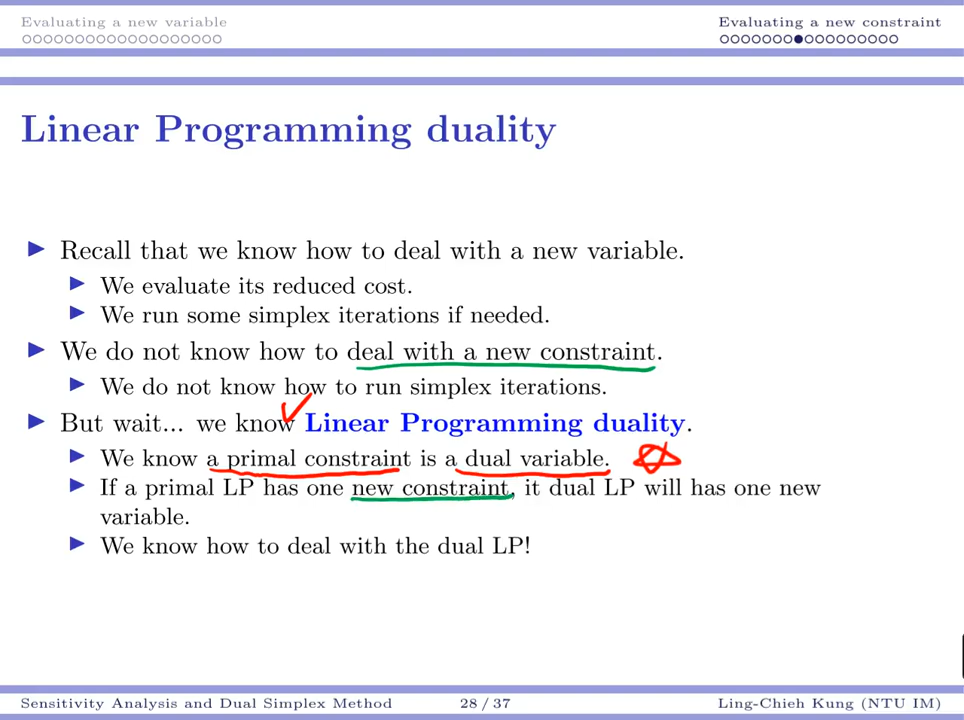 Evaluating a new variable
Evaluating a new constraint
Linear Programming duality
Recall that we know how to deal with a new variable.
We evaluate its reduced cost.
We run some simplex iterations if needed.
We do not know how to deal with a new constraint.
We do not know how to run simplex iterations.
But wait... we know Linear Programming duality.
We know a primal constraint is a dual variable.
If a primal LP has one new constraint, it dual LP will has one new
variable.
We know how to deal with the dual LP!
Sensitivity Analysis and Dual Simplex Method
28 / 37
Ling-Chieh Kung (NTU IM)